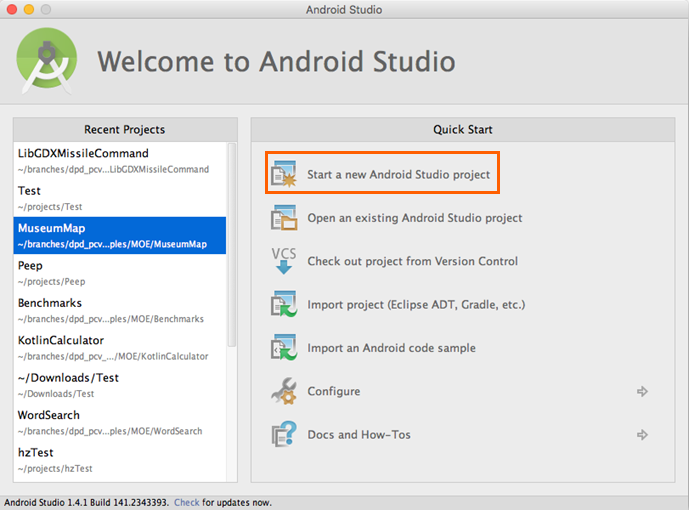 Android Studio
Welcome to Android Studio
Recent Projects
LibGDXMissileCommand
~/branches/dpd_pcv...LibGDXMissileCommand
Test
~/projects/Test
MuseumMap
~/branches/dpd_pcv...ples/MOE/MuseumMap
Peep
~/projects/Peep
Benchmarks
~/branches/dpd_pcv...ples/MOE/Benchmarks
KotlinCalculator
~/branches/dpd_pcv_.../MOE/KotlinCalculator
~/Downloads/Test
~/Downloads/Test
WordSearch
~/branches/dpd_pcv...ples/MOE/WordSearch
hzTest
~/projects/hzTest
Quick Start
Start a new Android Studio project
Open an existing Android Studio project
VCS
Check out project from Version Control
Import project (Eclipse ADT, Gradle, etc.)
Import an Android code sample
Configure
Docs and How-Tos
Android Studio 1.4.1 Build 141.2343393. Check for updates now.